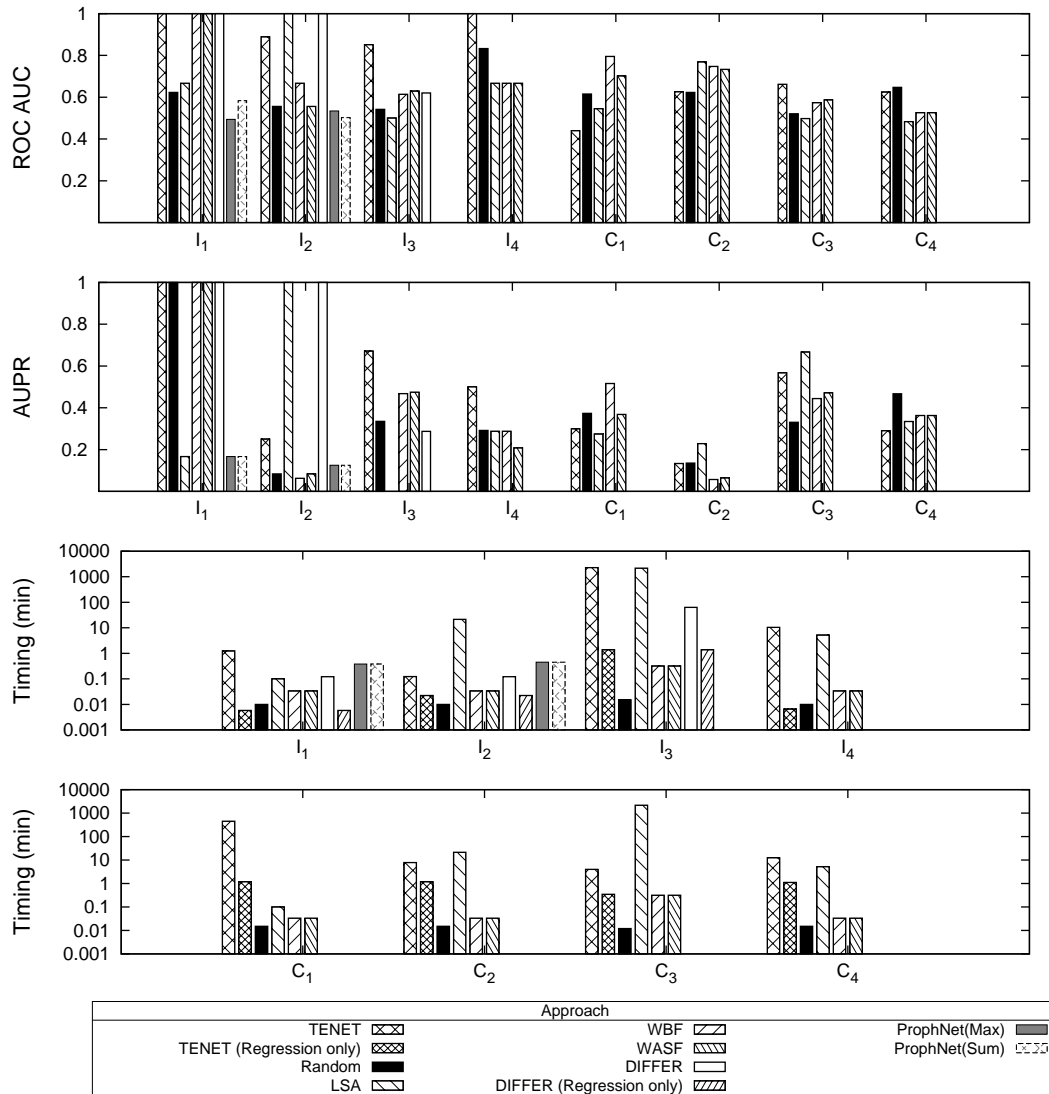 1
0.8
0.6
0.4
0.2
ROC AUC
I1 I2 I3 I4 C1 C2 C3 C4
1
0.8
0.6
0.4
0.2
AUPR
I1 I2 I3 I4 C1 C2 C3 C4
10000
1000
100
10
1
0.1
0.01
0.001
Timing (min)
I1 I2 I3 I4
10000
1000
100
10
1
0.1
0.01
0.001
Timing (min)
C1 C2 C3 C4
Approach
TENET WBF ProphNet(Max)
TENET (Regression only) WASF ProphNet(Sum)
Random DIFFER
LSA DIFFER (Regression only)